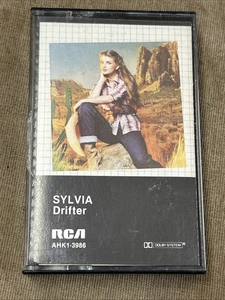 SYLVIA
Drifter
RCA
AHK1-3986
DOLBY SYSTEM